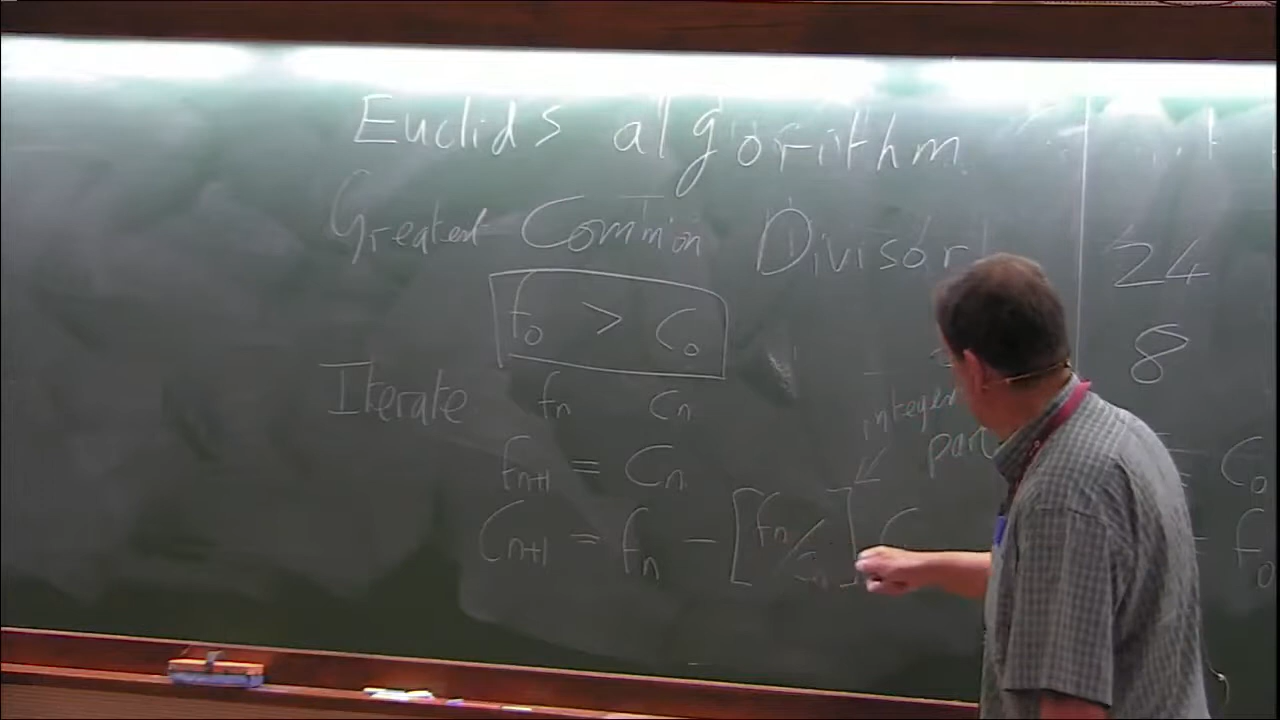 Euclids algorithm
Greatest Common Divisor
f₀ > C₀
Iterate fₙ Cₙ
integer
part
fₙ₊₁ = Cₙ
Cₙ₊₁ = fₙ - [fₙ/Cₙ] C
24
8
= C₀
= f₀